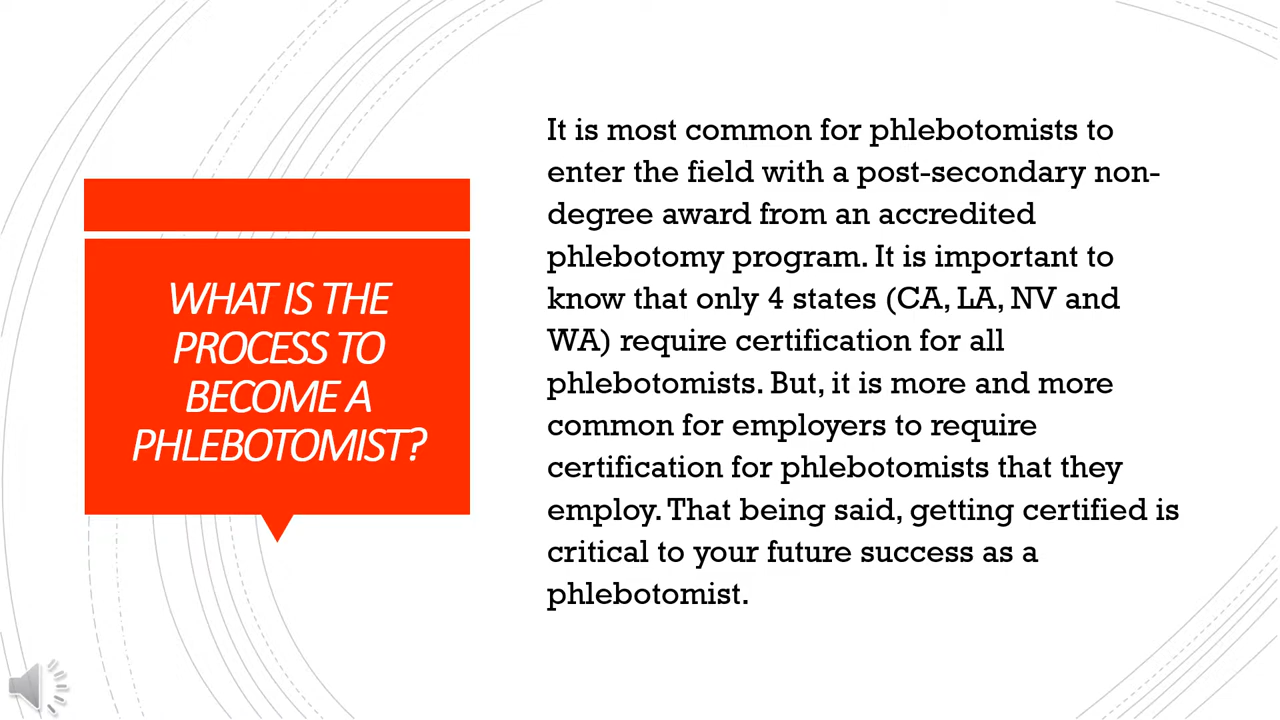 WHAT IS THE
PROCESS TO
BECOME A
PHLEBOTOMIST?
It is most common for phlebotomists to
enter the field with a post-secondary non-
degree award from an accredited
phlebotomy program. It is important to
know that only 4 states (CA, LA, NV and
WA) require certification for all
phlebotomists. But, it is more and more
common for employers to require
certification for phlebotomists that they
employ. That being said, getting certified is
critical to your future success as a
phlebotomist.